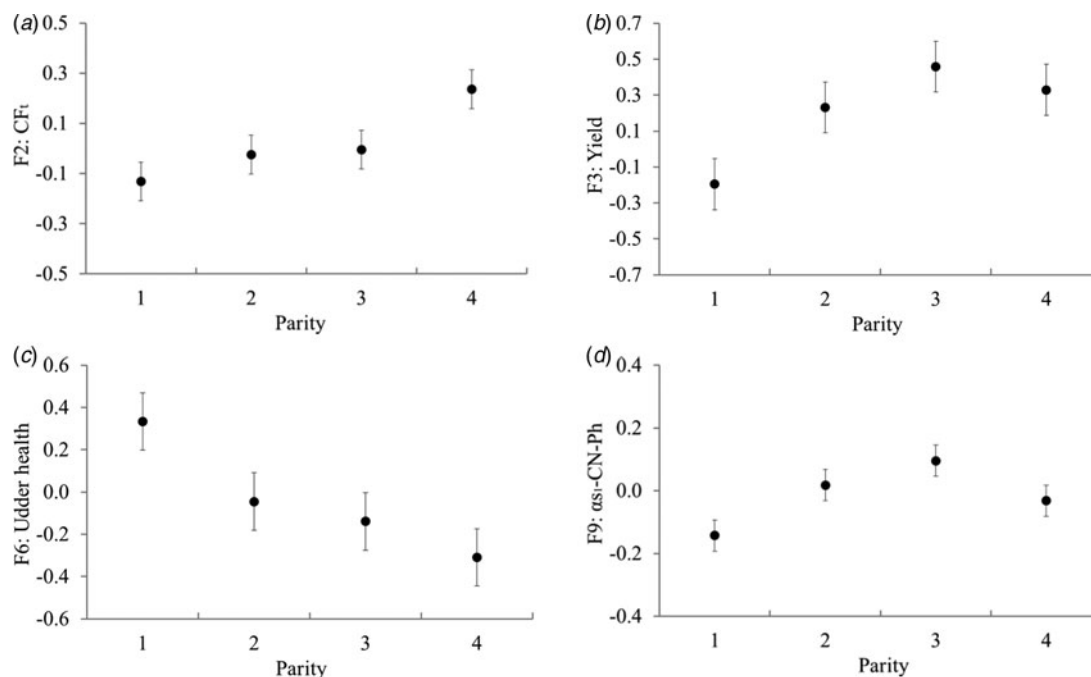 (a)
0.5
0.3
0.1
-0.1
-0.3
-0.5
F2: CFt
1 2 3 4
Parity
(b)
0.7
0.5
0.3
0.1
-0.1
-0.3
-0.5
-0.7
F3: Yield
1 2 3 4
Parity
(c)
0.6
0.4
0.2
0.0
-0.2
-0.4
-0.6
F6: Udder health
1 2 3 4
Parity
(d)
0.4
0.2
0.0
-0.2
-0.4
F9: αs1-CN-Ph
1 2 3 4
Parity